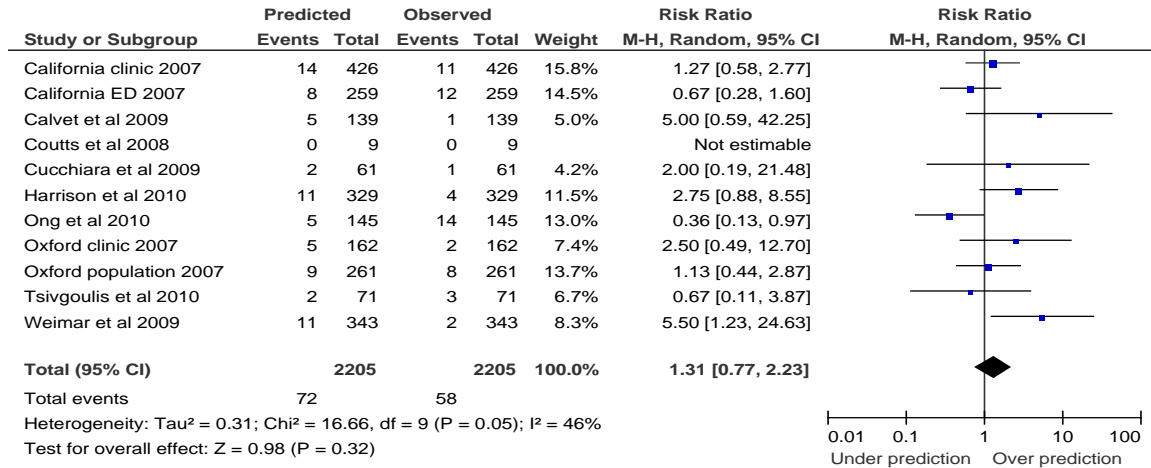 Predicted Observed Risk Ratio Risk Ratio
Study or Subgroup Events Total Events Total Weight M-H, Random, 95% CI M-H, Random, 95% CI
California clinic 2007 14 426 11 426 15.8% 1.27 [0.58, 2.77]
California ED 2007 8 259 12 259 14.5% 0.67 [0.28, 1.60]
Calvet et al 2009 5 139 1 139 5.0% 5.00 [0.59, 42.25]
Coutts et al 2008 0 9 0 9 Not estimable
Cucchiara et al 2009 2 61 1 61 4.2% 2.00 [0.19, 21.48]
Harrison et al 2010 11 329 4 329 11.5% 2.75 [0.88, 8.55]
Ong et al 2010 5 145 14 145 13.0% 0.36 [0.13, 0.97]
Oxford clinic 2007 5 162 2 162 7.4% 2.50 [0.49, 12.70]
Oxford population 2007 9 261 8 261 13.7% 1.13 [0.44, 2.87]
Tsivgoulis et al 2010 2 71 3 71 6.7% 0.67 [0.11, 3.87]
Weimar et al 2009 11 343 2 343 8.3% 5.50 [1.23, 24.63]
Total (95% CI) 2205 2205 100.0% 1.31 [0.77, 2.23]
Total events 72 58
Heterogeneity: Tau² = 0.31; Chi² = 16.66, df = 9 (P = 0.05); I² = 46%
Test for overall effect: Z = 0.98 (P = 0.32)
0.01 0.1 1 10 100
Under prediction Over prediction